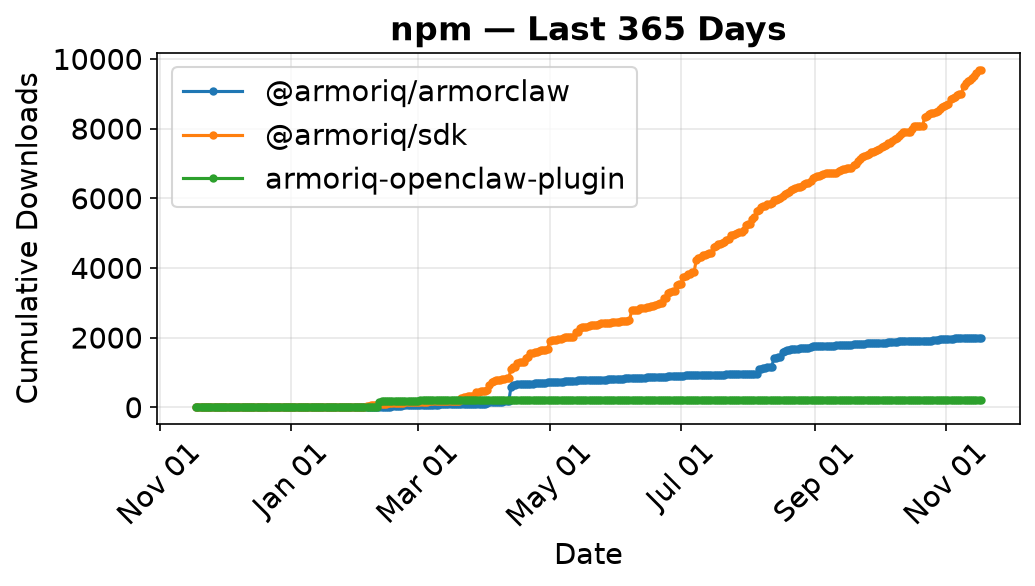 npm — Last 365 Days
Cumulative Downloads
10000
8000
6000
4000
2000
0
@armoriq/armorclaw
@armoriq/sdk
armoriq-openclaw-plugin
Nov 01
Jan 01
Mar 01
May 01
Jul 01
Sep 01
Nov 01
Date